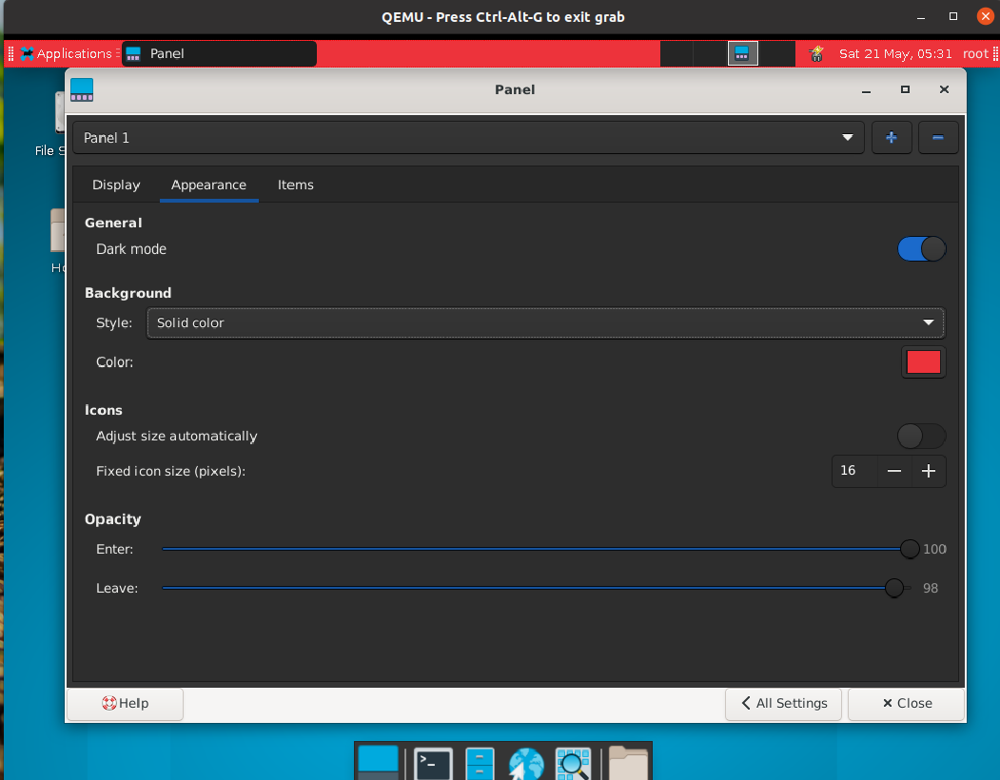 QEMU - Press Ctrl-Alt-G to exit grab
Applications Panel Sat 21 May, 05:31 root
Panel
File S
Ho
Panel 1
Display Appearance Items
General
Dark mode
Background
Style: Solid color
Color:
Icons
Adjust size automatically
Fixed icon size (pixels): 16
Opacity
Enter: 100
Leave: 98
Help All Settings Close
>_